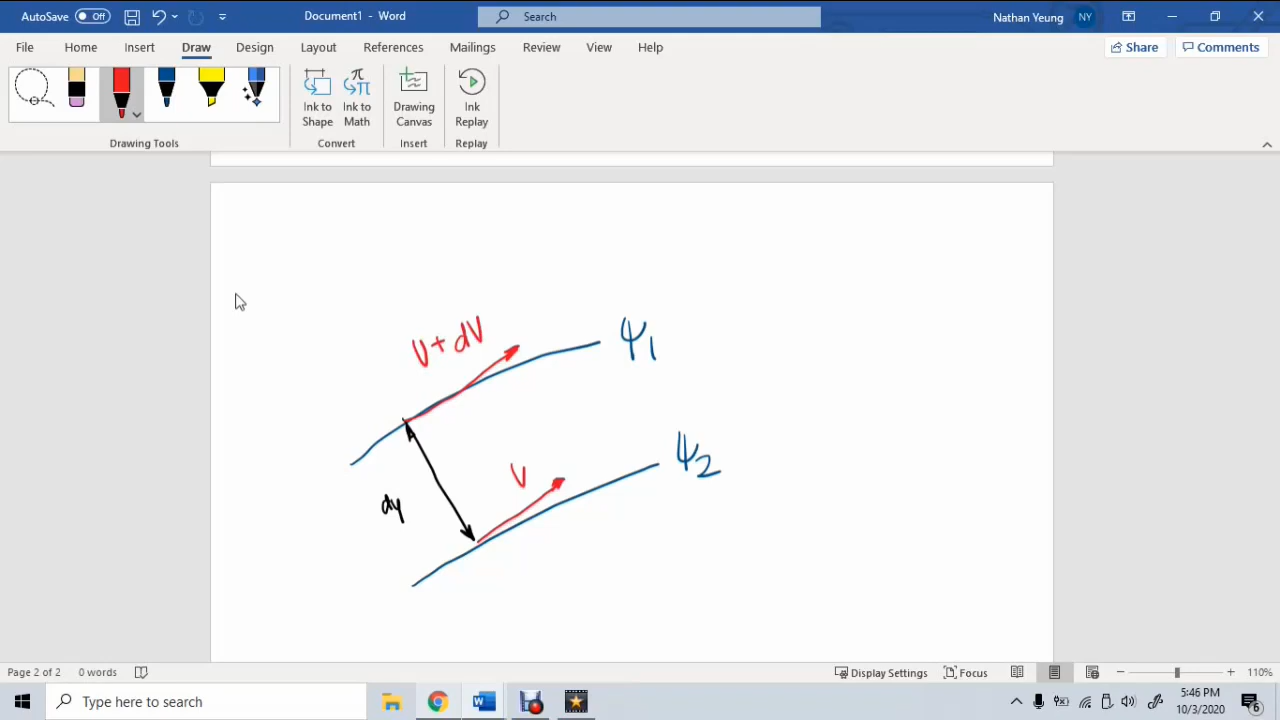 AutoSave Off Document1 - Word Search Nathan Yeung NY
File Home Insert Draw Design Layout References Mailings Review View Help Share Comments
Ink to Shape Ink to Math Drawing Canvas Ink Replay
Drawing Tools Convert Insert Replay
V+dV
ψ1
V
ψ2
dy
Page 2 of 2 0 words Display Settings Focus 110%
Type here to search
5:46 PM
10/3/2020
6